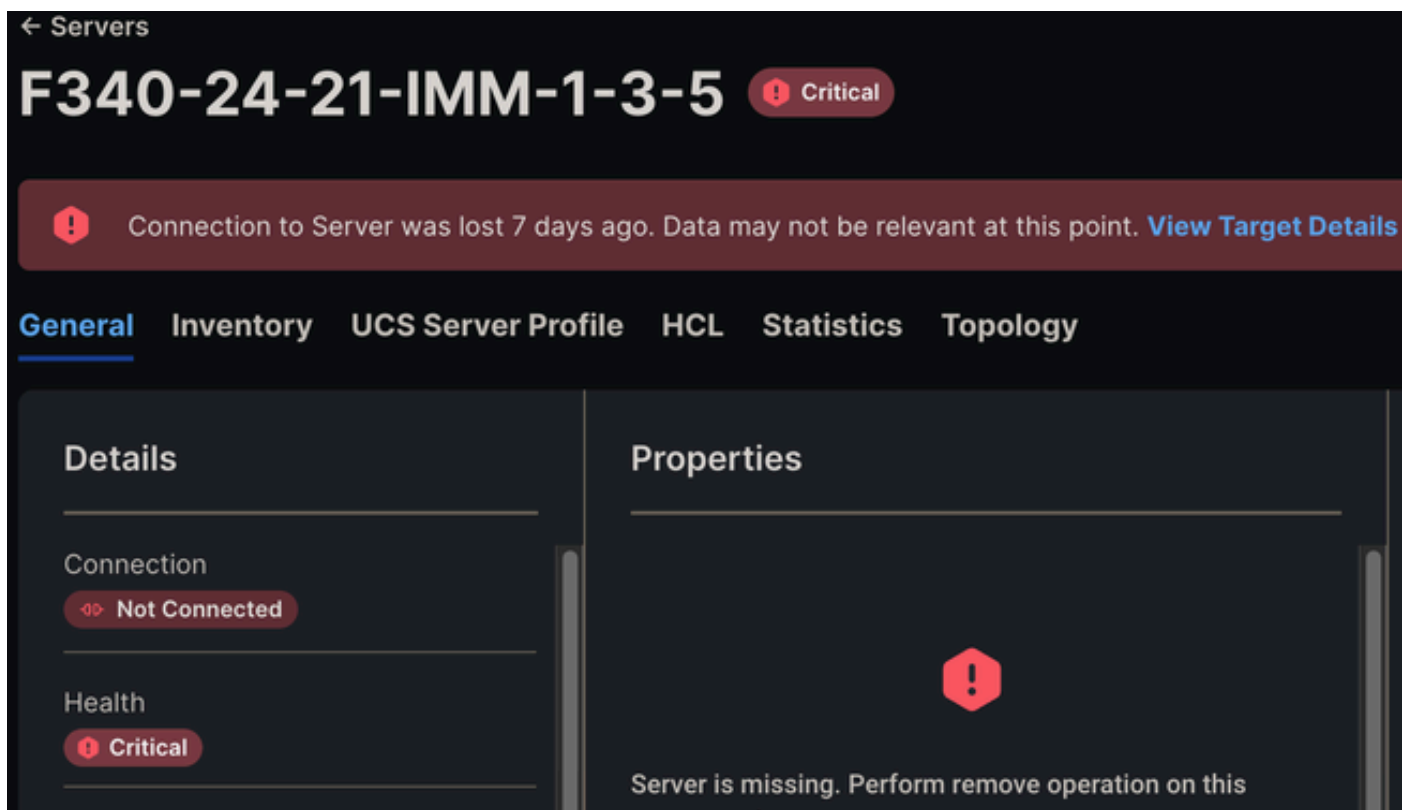 ← Servers
F340-24-21-IMM-1-3-5 Critical
Connection to Server was lost 7 days ago. Data may not be relevant at this point. View Target Details
General Inventory UCS Server Profile HCL Statistics Topology
Details
Connection
Not Connected
Health
Critical
Properties
Server is missing. Perform remove operation on this